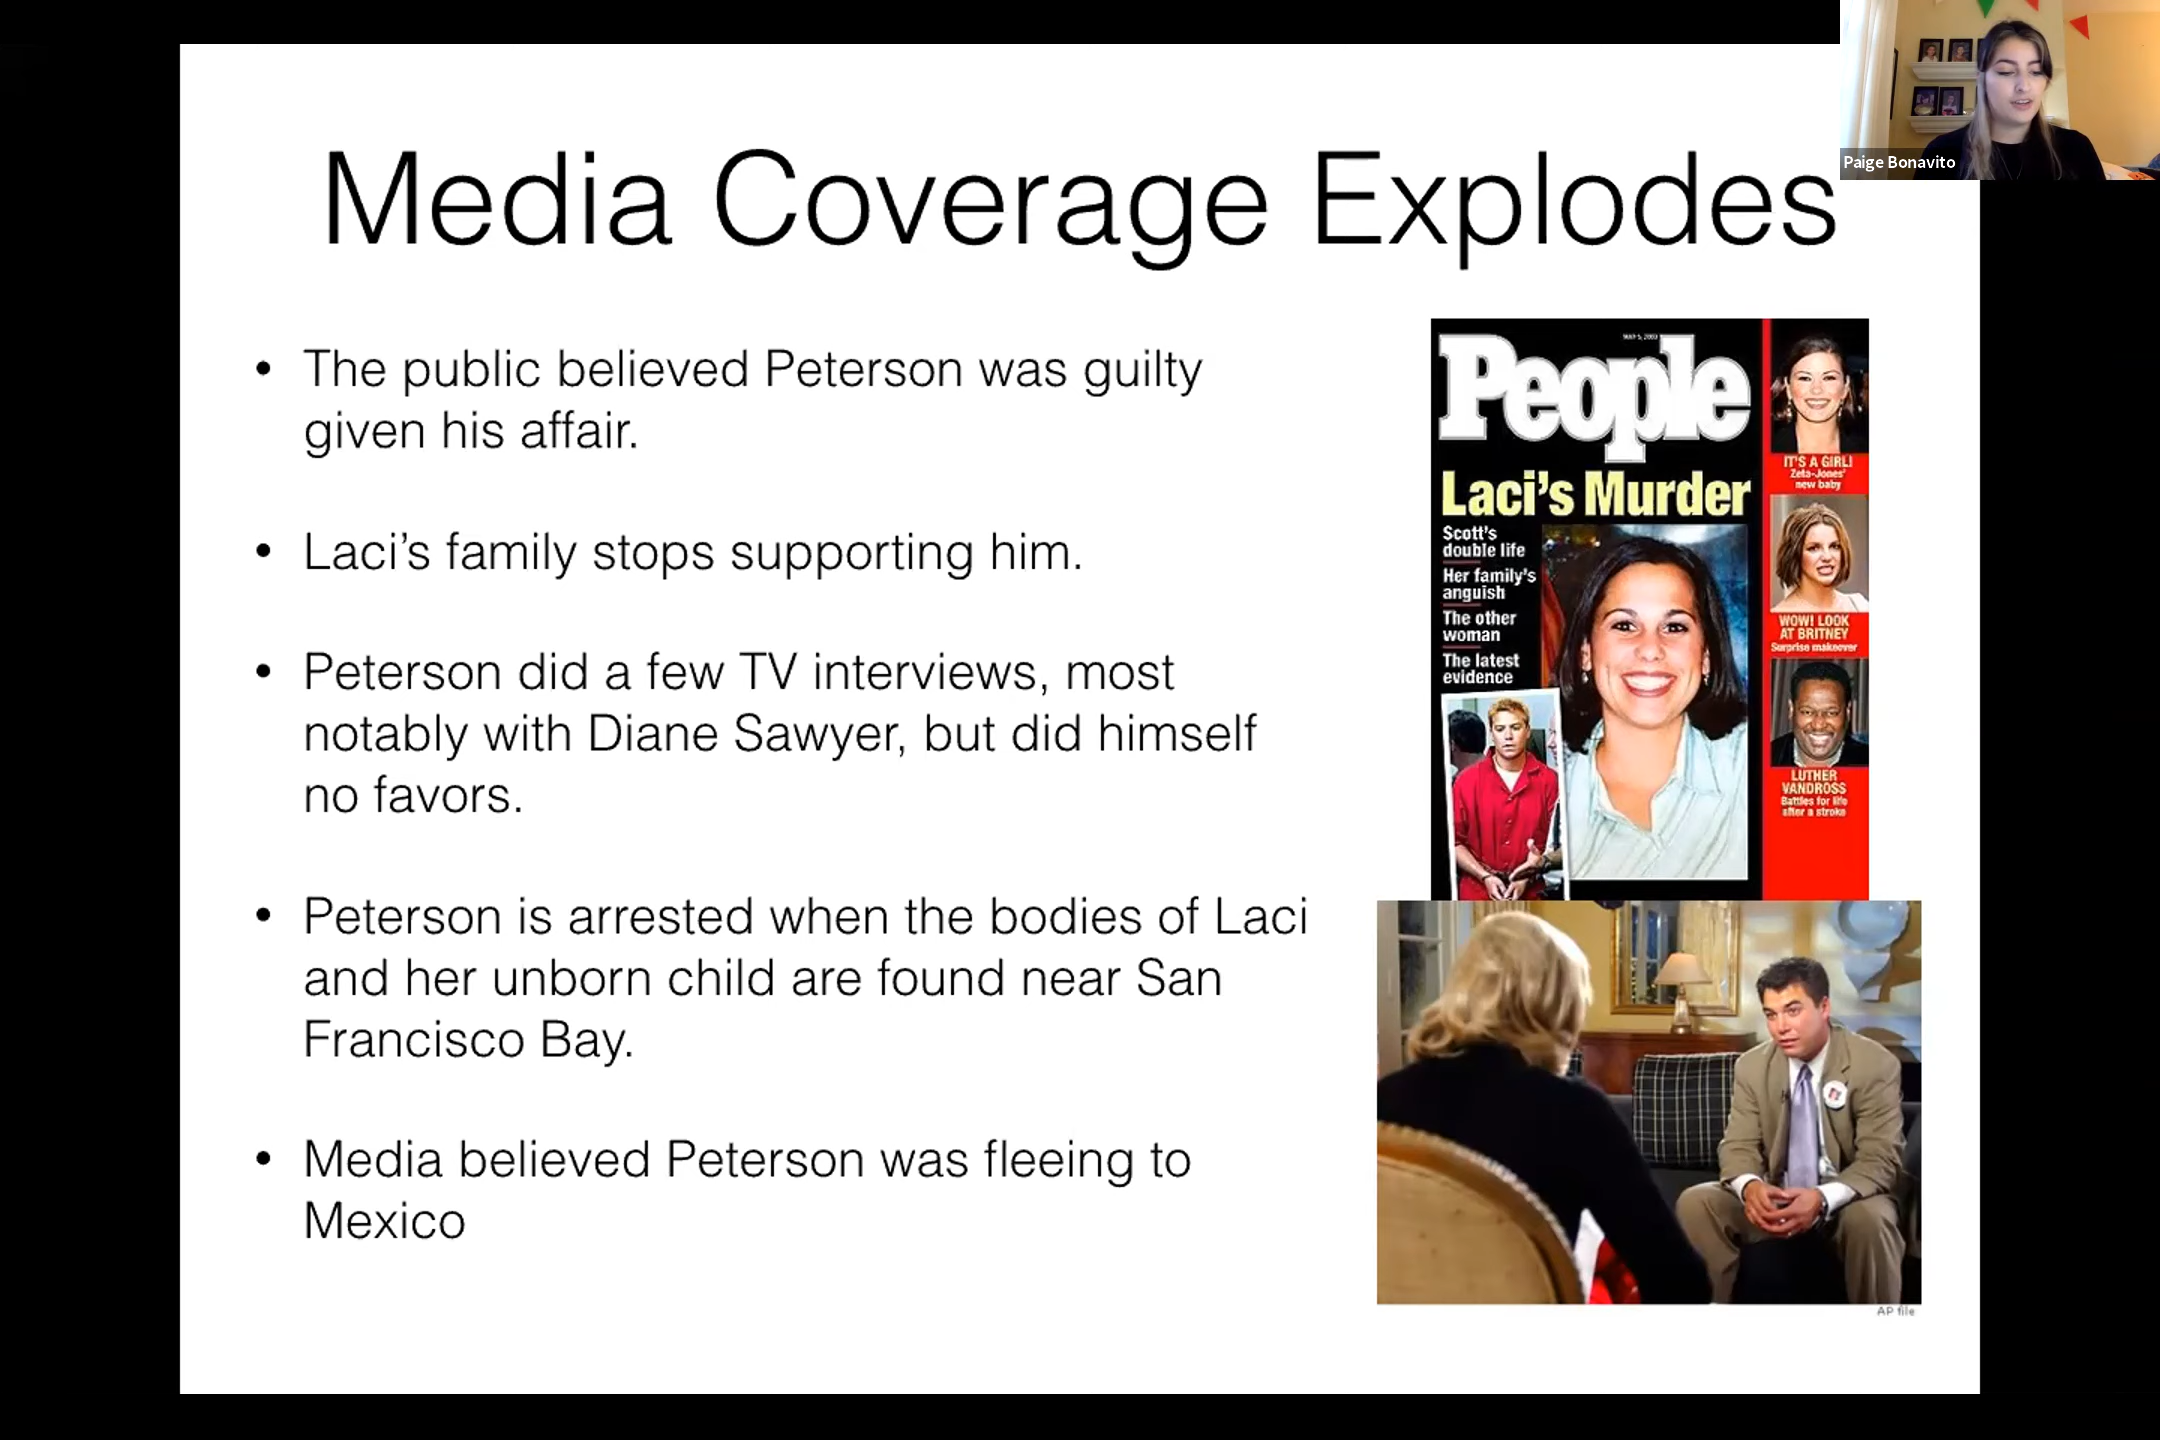 Paige Bonavito
Media Coverage Explodes
• The public believed Peterson was guilty
given his affair.
• Laci’s family stops supporting him.
• Peterson did a few TV interviews, most
notably with Diane Sawyer, but did himself
no favors.
• Peterson is arrested when the bodies of Laci
and her unborn child are found near San
Francisco Bay.
• Media believed Peterson was fleeing to
Mexico
MAY 5, 2003
People
Laci's Murder
Scott's
double life
Her family's
anguish
The other
woman
The latest
evidence
IT'S A GIRL!
Zeta-Jones'
new baby
WOW! LOOK
AT BRITNEY
Surprise makeover
LUTHER
VANDROSS
Battles for life
after a stroke
AP file